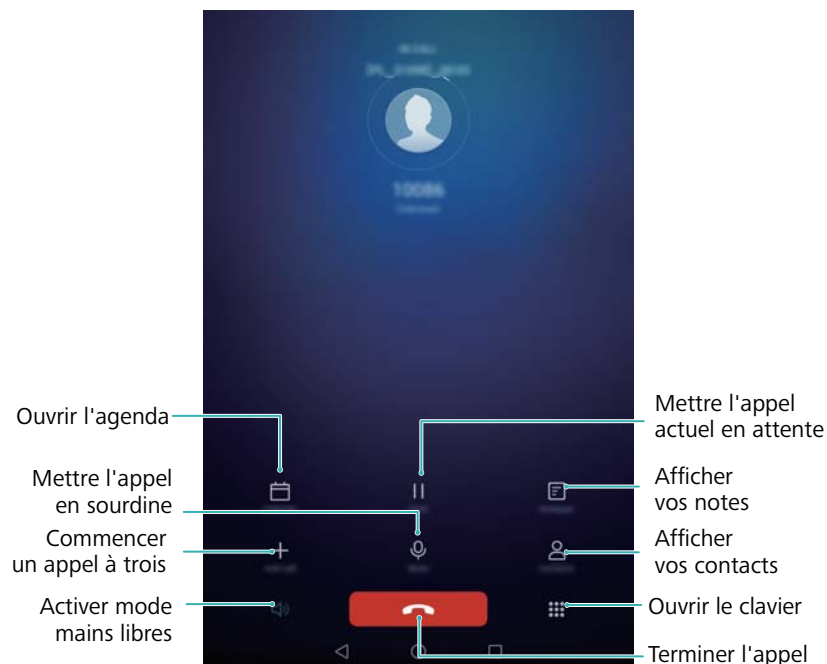 10086
Ouvrir l'agenda
Mettre l'appel
actuel en attente
Mettre l'appel
en sourdine
Afficher
vos notes
Commencer
un appel à trois
Afficher
vos contacts
Activer mode
mains libres
Ouvrir le clavier
Terminer l'appel